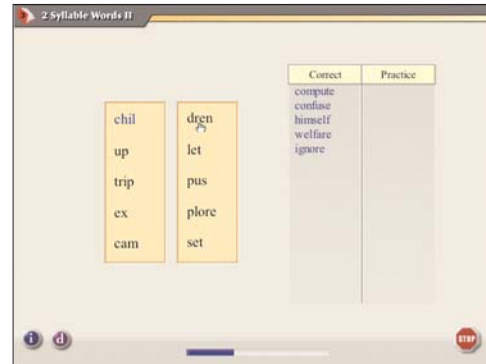 2 Syllable Words II
chil dren
up let
trip pus
ex plore
cam set
Correct Practice
compute
confuse
himself
welfare
ignore
i d
STOP